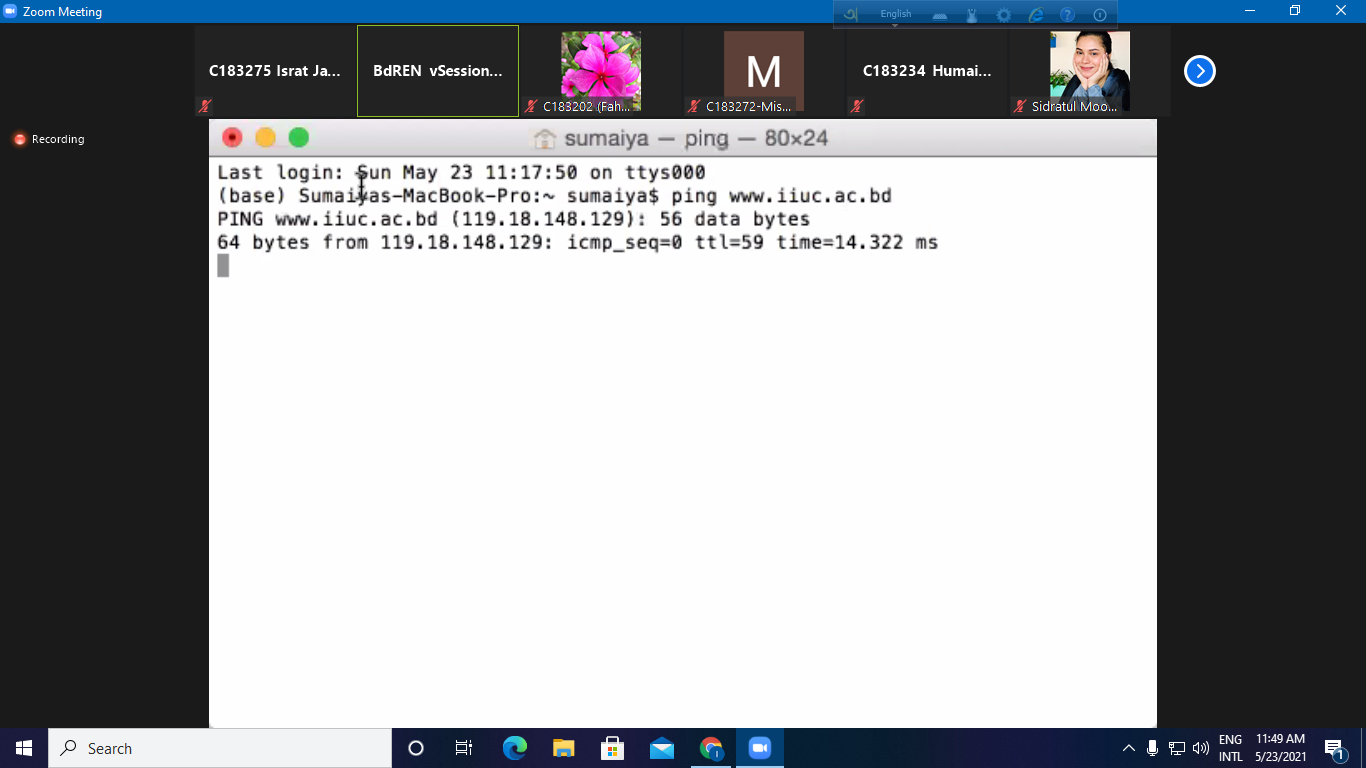 Zoom Meeting
English
C183275 Israt Ja...
BdREN vSession...
C183202 (Fah...
M
C183272-Mis...
C183234 Humai...
Sidratul Moo...
Recording
sumaiya — ping — 80×24
Last login: Sun May 23 11:17:50 on ttys000
(base) Sumaiyas-MacBook-Pro:~ sumaiya$ ping www.iiuc.ac.bd
PING www.iiuc.ac.bd (119.18.148.129): 56 data bytes
64 bytes from 119.18.148.129: icmp_seq=0 ttl=59 time=14.322 ms
Search
ENG
INTL
11:49 AM
5/23/2021
1